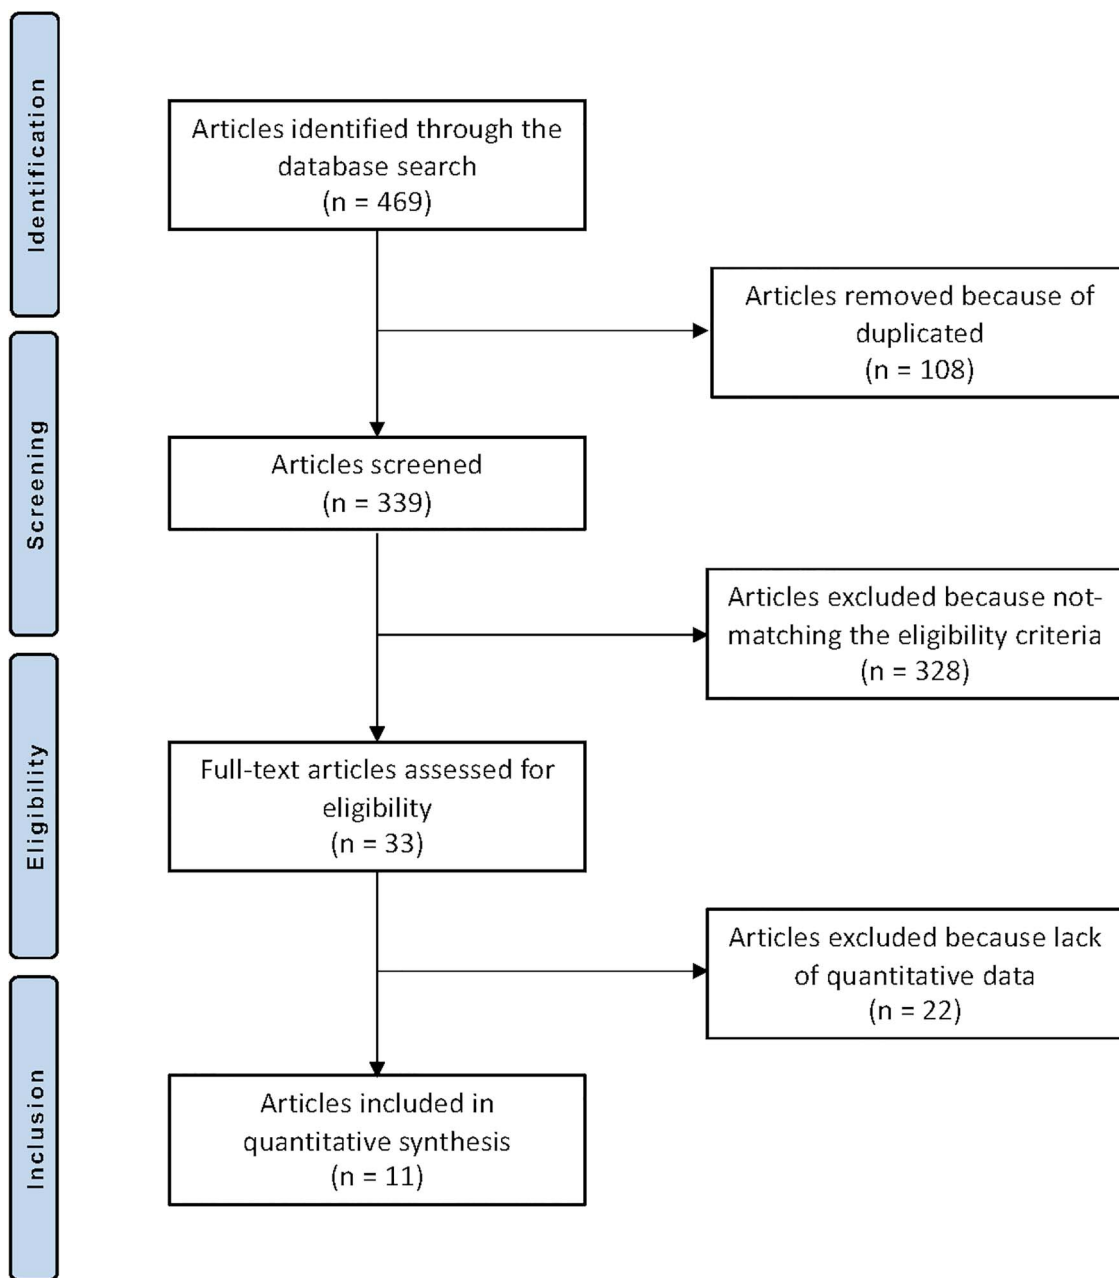 Identification
Articles identified through the
database search
(n = 469)
Articles removed because of
duplicated
(n = 108)
Screening
Articles screened
(n = 339)
Articles excluded because not-
matching the eligibility criteria
(n = 328)
Eligibility
Full-text articles assessed for
eligibility
(n = 33)
Articles excluded because lack
of quantitative data
(n = 22)
Inclusion
Articles included in
quantitative synthesis
(n = 11)